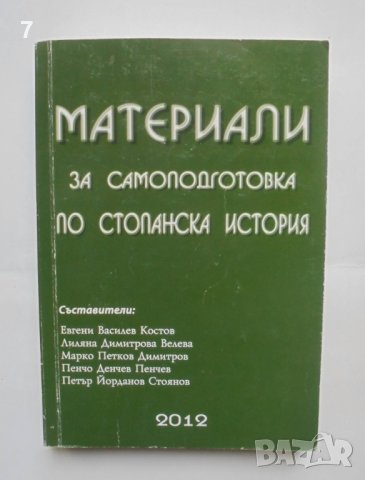 7
МАТЕРИАЛИ
ЗА САМОПОДГОТОВКА
ПО СТОПАНСКА ИСТОРИЯ
Съставители:
Евгени Василев Костов
Лиляна Димитрова Велева
Марко Петков Димитров
Пенчо Денчев Пенчев
Петър Йорданов Стоянов
2012
BAZAR